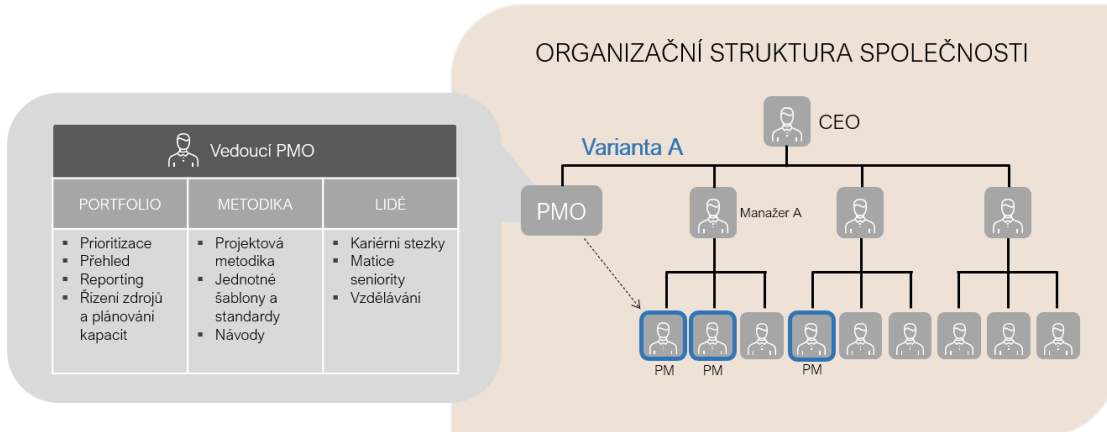 ORGANIZAČNÍ STRUKTURA SPOLEČNOSTI
CEO
Varianta A
Vedoucí PMO
PORTFOLIO
METODIKA
LIDÉ
▪ Prioritizace
▪ Přehled
▪ Reporting
▪ Řízení zdrojů
a plánování
kapacit
▪ Projektová
metodika
▪ Jednotné
šablony a
standardy
▪ Návody
▪ Kariérní stezky
▪ Matice
seniority
▪ Vzdělávání
PMO
Manažer A
PM
PM
PM